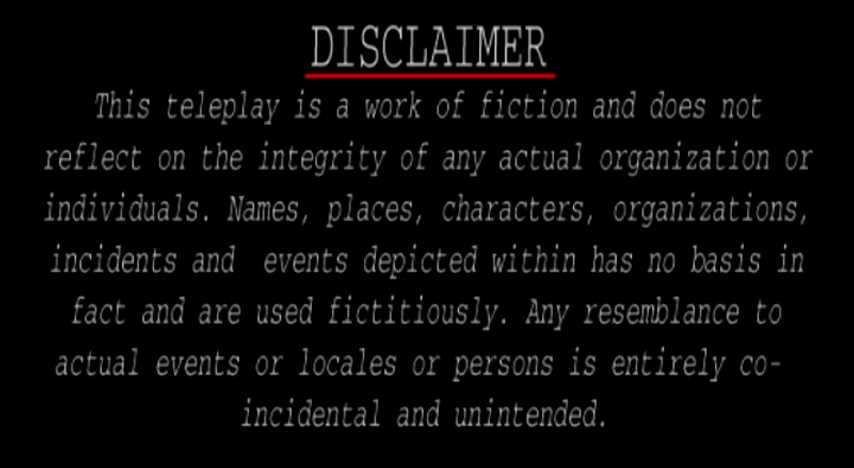 DISCLAIMER
This teleplay is a work of fiction and does not
reflect on the integrity of any actual organization or
individuals. Names, places, characters, organizations,
incidents and events depicted within has no basis in
fact and are used fictitiously. Any resemblance to
actual events or locales or persons is entirely co-
incidental and unintended.